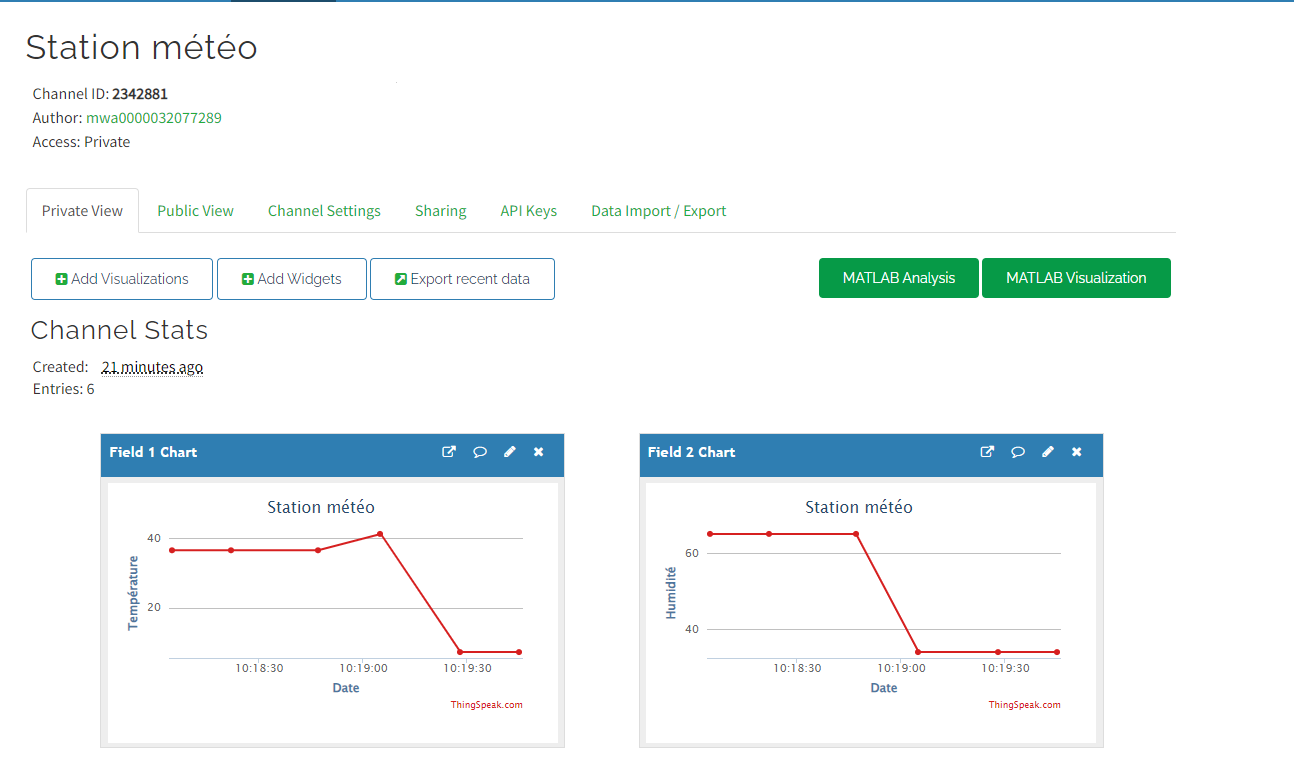 Station météo
Channel ID: 2342881
Author: mwa0000032077289
Access: Private
Private View Public View Channel Settings Sharing API Keys Data Import / Export
Add Visualizations Add Widgets Export recent data MATLAB Analysis MATLAB Visualization
Channel Stats
Created: 21 minutes ago
Entries: 6
Field 1 Chart
Station météo
Température
40
20
10:18:30 10:19:00 10:19:30
Date
ThingSpeak.com
Field 2 Chart
Station météo
Humidité
60
40
10:18:30 10:19:00 10:19:30
Date
ThingSpeak.com